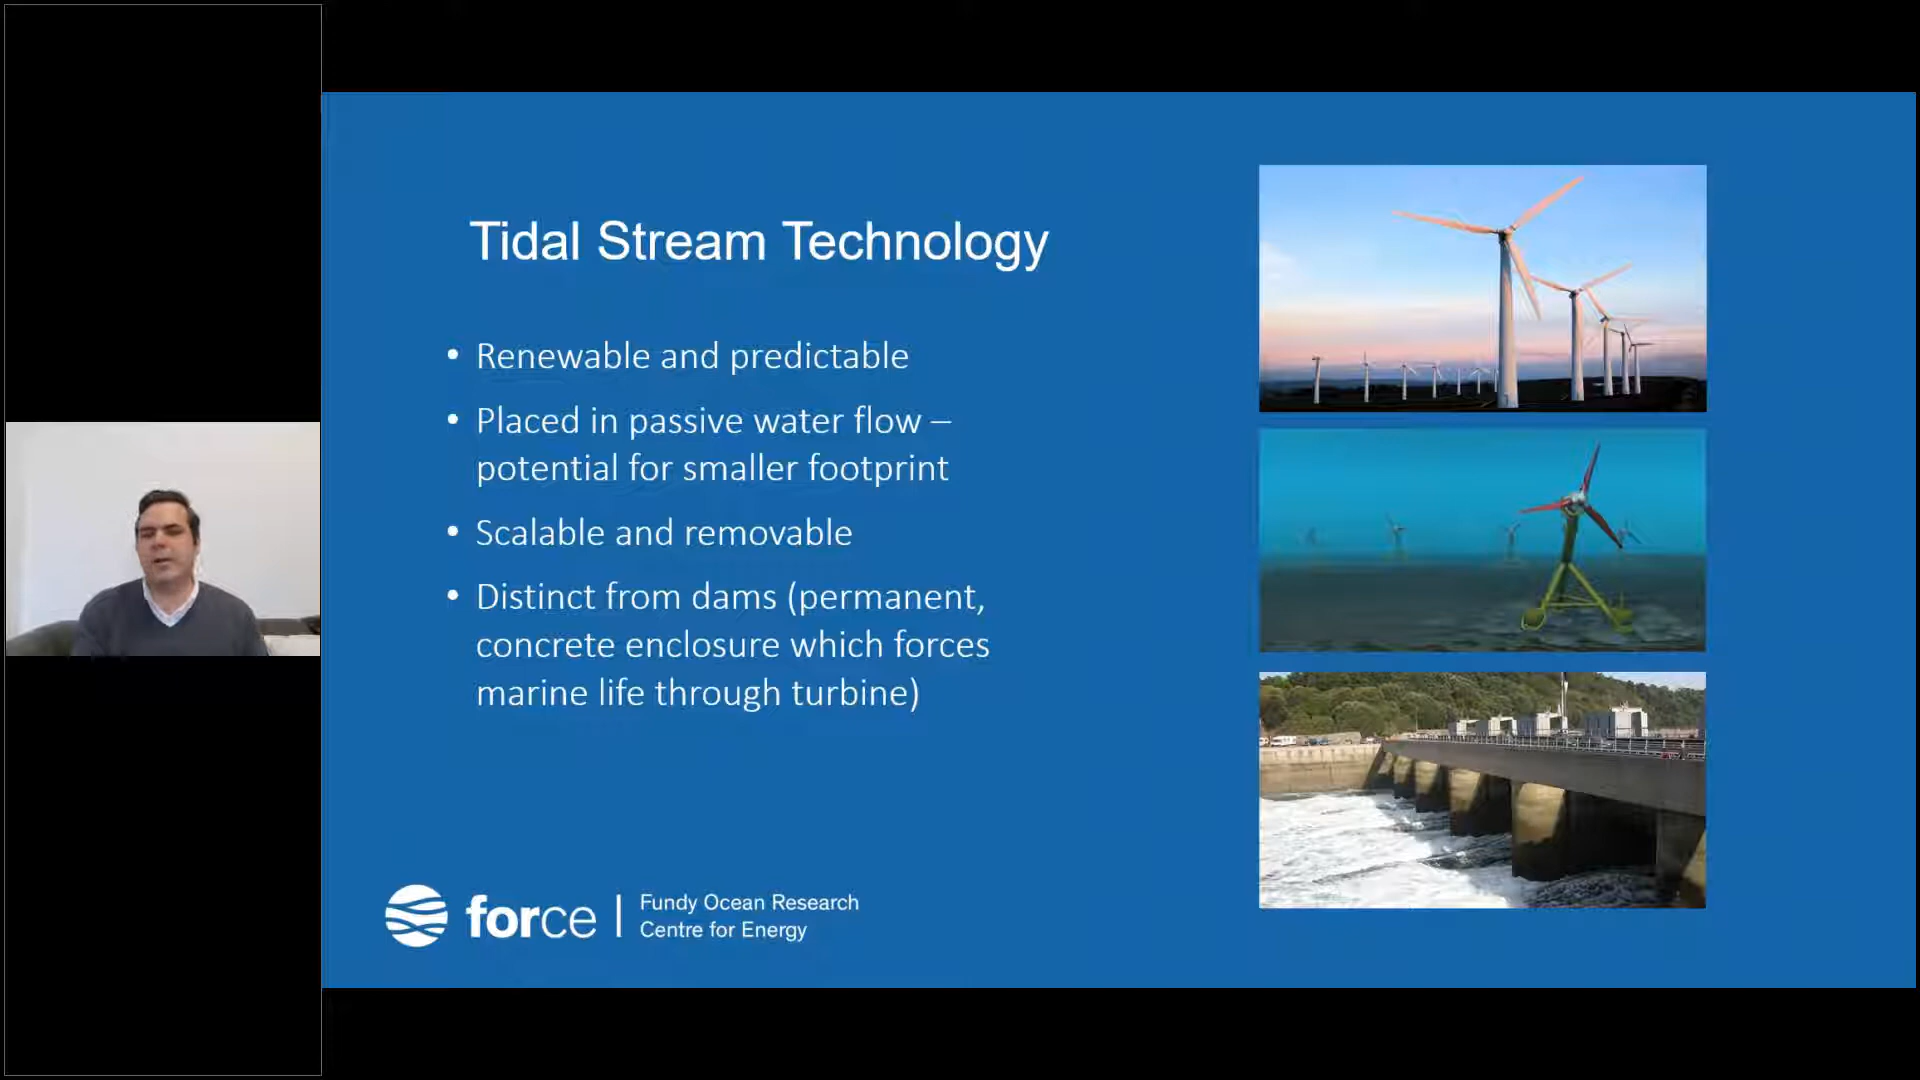 Tidal Stream Technology
• Renewable and predictable
• Placed in passive water flow –
potential for smaller footprint
• Scalable and removable
• Distinct from dams (permanent,
concrete enclosure which forces
marine life through turbine)
force | Fundy Ocean Research
Centre for Energy